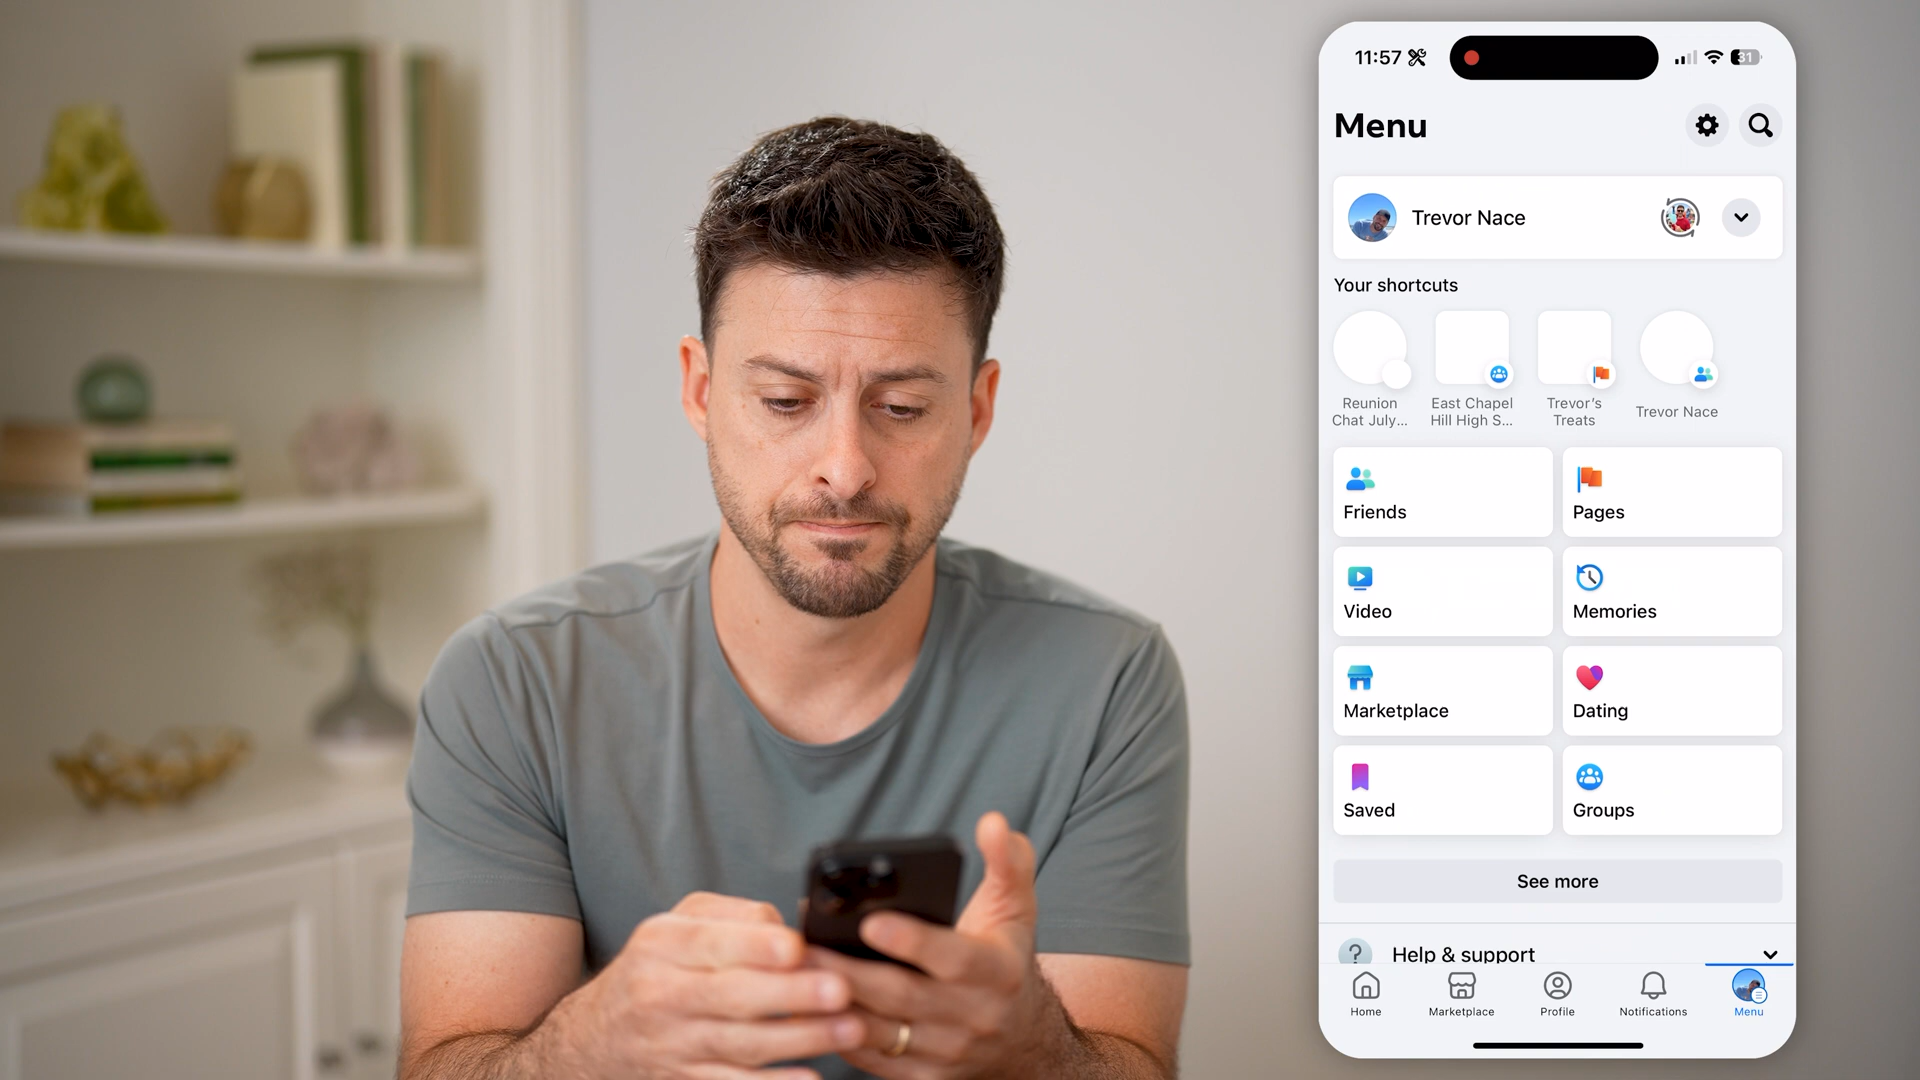 11:57
31
Menu
Trevor Nace
Your shortcuts
Reunion
Chat July...
East Chapel
Hill High S...
Trevor's
Treats
Trevor Nace
Friends
Pages
Video
Memories
Marketplace
Dating
Saved
Groups
See more
? Help & support
Home
Marketplace
Profile
Notifications
Menu